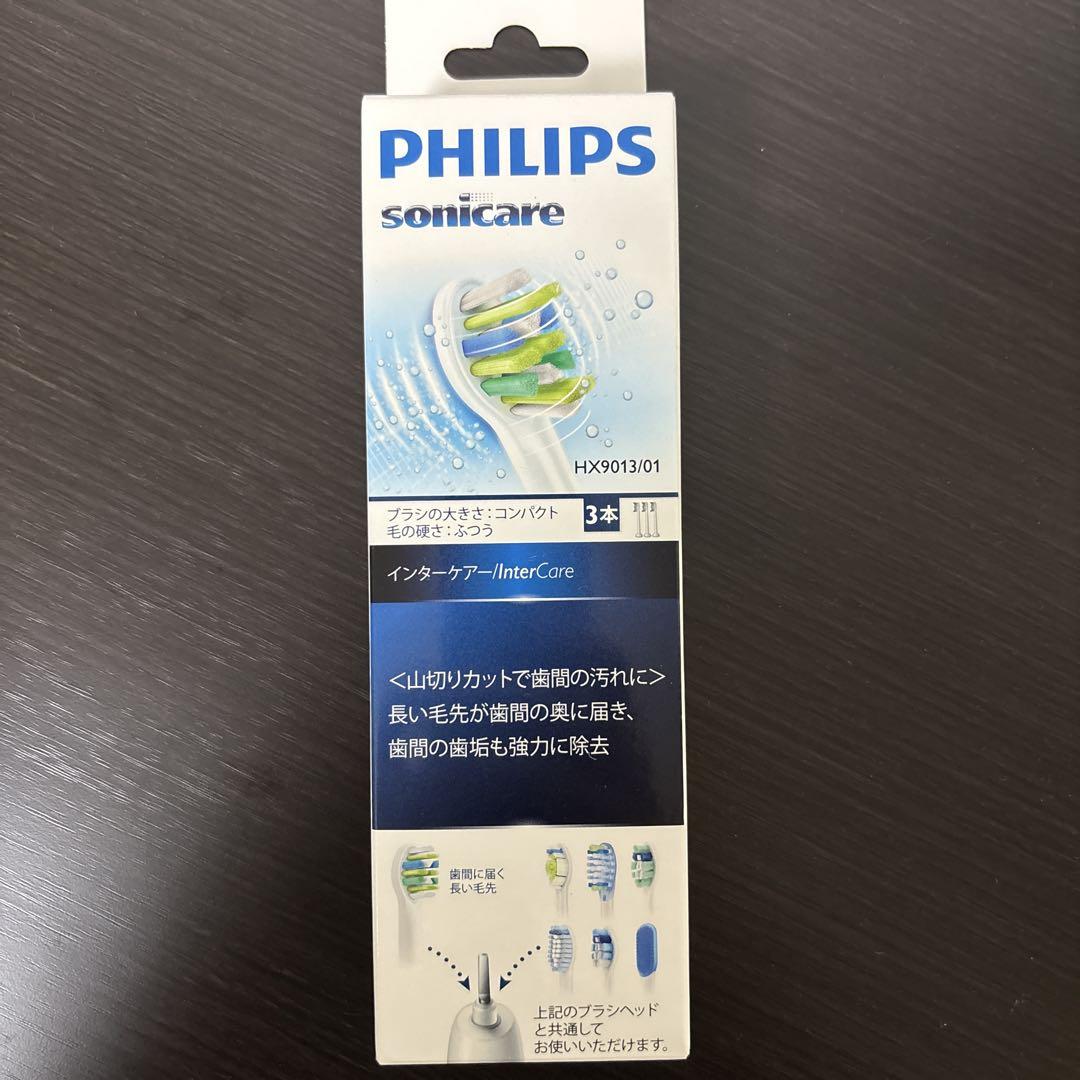 PHILIPS
sonicare
HX9013/01
ブラシの大きさ：コンパクト
毛の硬さ：ふつう
3本
インターケアー/InterCare
＜山切りカットで歯間の汚れに＞
長い毛先が歯間の奥に届き、
歯間の歯垢も強力に除去
歯間に届く
長い毛先
上記のブラシヘッド
と共通して
お使いいただけます。